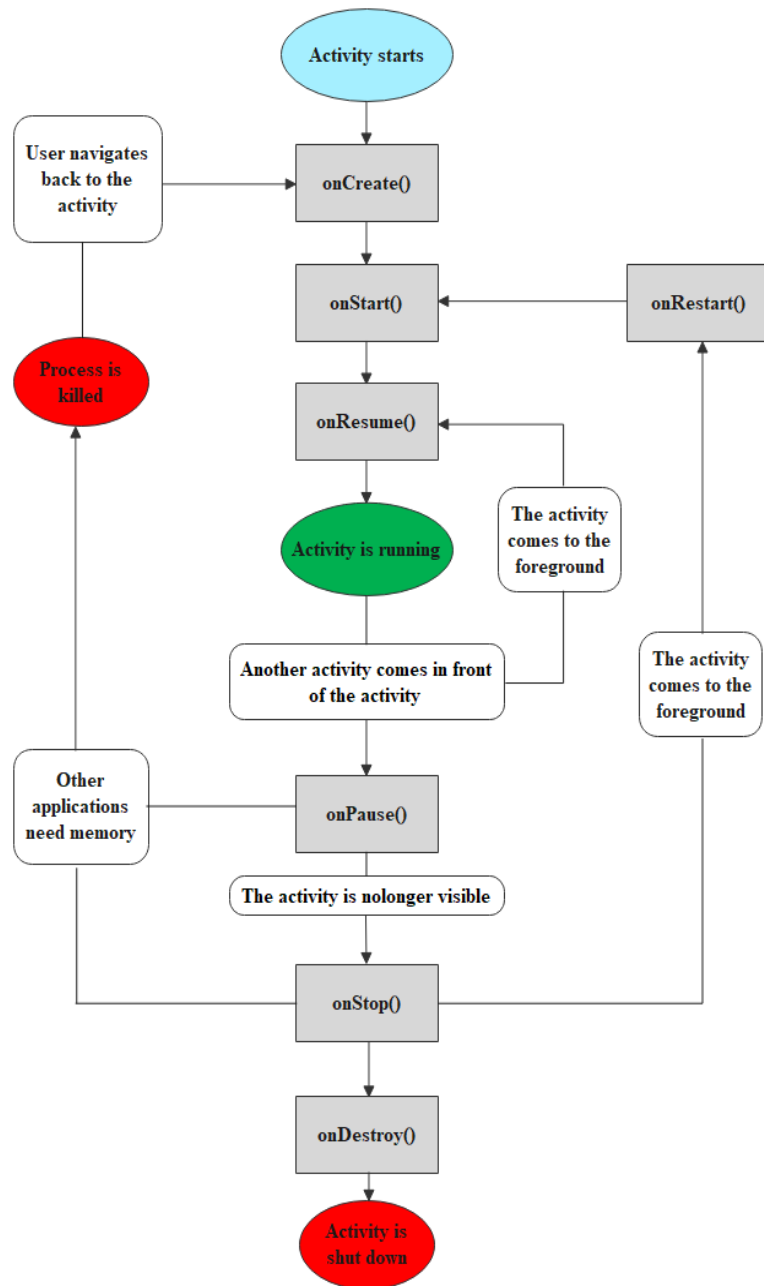 Activity starts
User navigates
back to the
activity
onCreate()
onStart()
onRestart()
Process is
killed
onResume()
The activity
comes to the
foreground
Activity is running
Another activity comes in front
of the activity
The activity
comes to the
foreground
Other
applications
need memory
onPause()
The activity is nolonger visible
onStop()
onDestroy()
Activity is
shut down